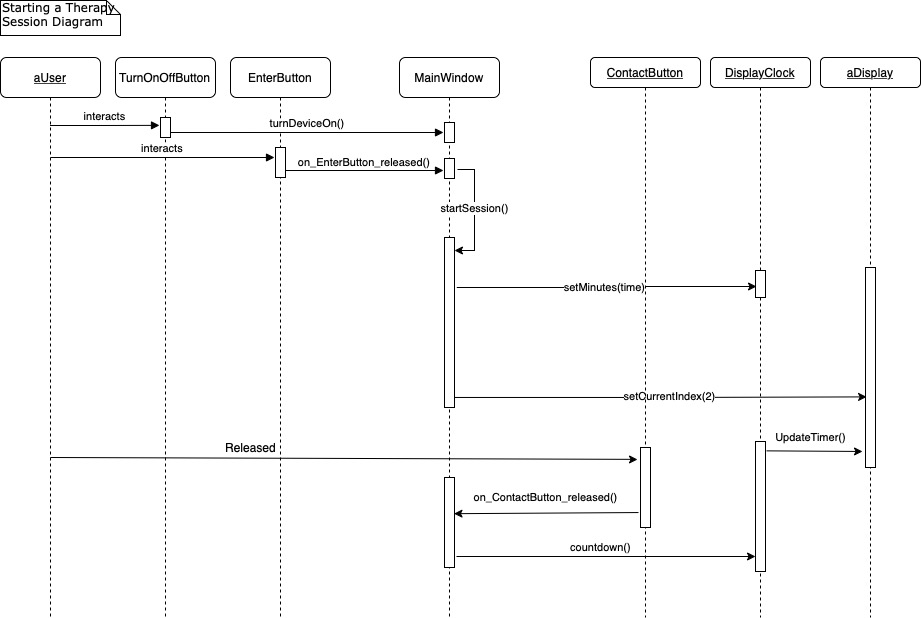 Starting a Therapy
Session Diagram
aUser
TurnOnOffButton
EnterButton
MainWindow
ContactButton
DisplayClock
aDisplay
interacts
turnDeviceOn()
interacts
on_EnterButton_released()
startSession()
setMinutes(time)
setCurrentIndex(2)
UpdateTimer()
Released
on_ContactButton_released()
countdown()